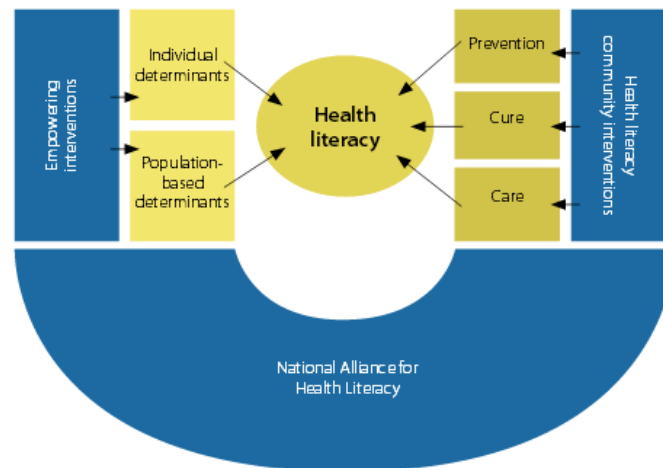 Empowering
interventions
Individual
determinants
Population-
based
determinants
Health
literacy
Prevention
Cure
Care
Health literacy
community interventions
National Alliance for
Health Literacy